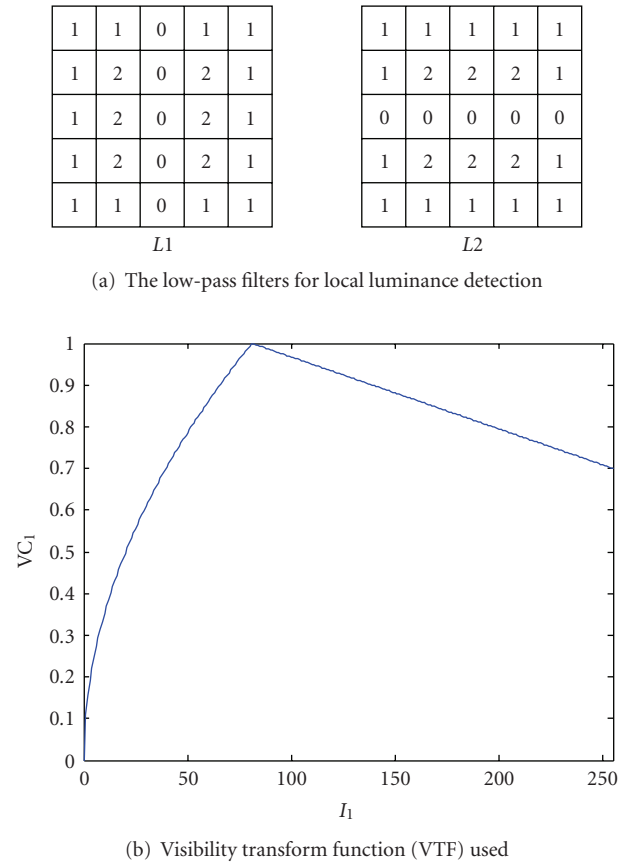 1 1 0 1 1
1 2 0 2 1
1 2 0 2 1
1 2 0 2 1
1 1 0 1 1
L1
1 1 1 1 1
1 2 2 2 1
0 0 0 0 0
1 2 2 2 1
1 1 1 1 1
L2
(a) The low-pass filters for local luminance detection
1
0.9
0.8
0.7
0.6
0.5
0.4
0.3
0.2
0.1
0
VC1
0 50 100 150 200 250
I1
(b) Visibility transform function (VTF) used